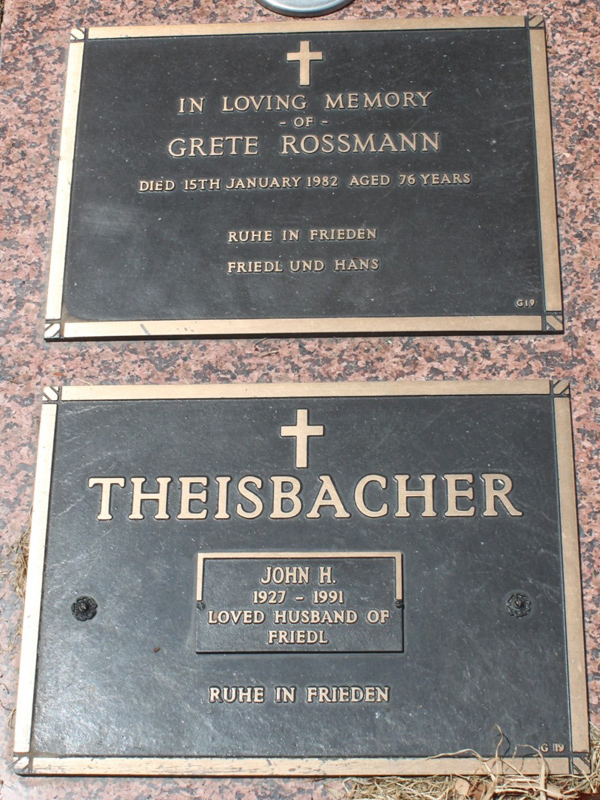 IN LOVING MEMORY
- OF -
GRETE ROSSMANN
DIED 15TH JANUARY 1982 AGED 76 YEARS
RUHE IN FRIEDEN
FRIEDL UND HANS
G19
THEISBACHER
JOHN H.
1927 - 1991
LOVED HUSBAND OF
FRIEDL
RUHE IN FRIEDEN
G 119